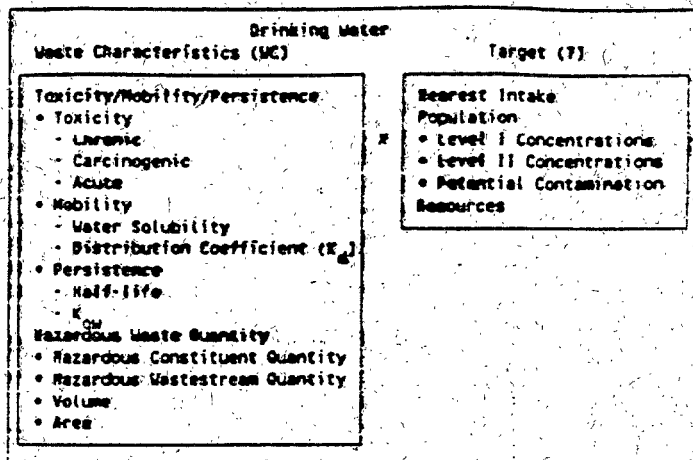 Drinking Water
Waste Characteristics (WC)
Target (T)
Toxicity/Mobility/Persistence
• Toxicity
- Chronic
- Carcinogenic
- Acute
• Mobility
- Water Solubility
- Distribution Coefficient (Kd)
• Persistence
- Half-life
- Kow
Hazardous Waste Quantity
• Hazardous Constituent Quantity
• Hazardous Wastestream Quantity
• Volume
• Area
x
Nearest Intake
Population
• Level I Concentrations
• Level II Concentrations
• Potential Contamination
Resources